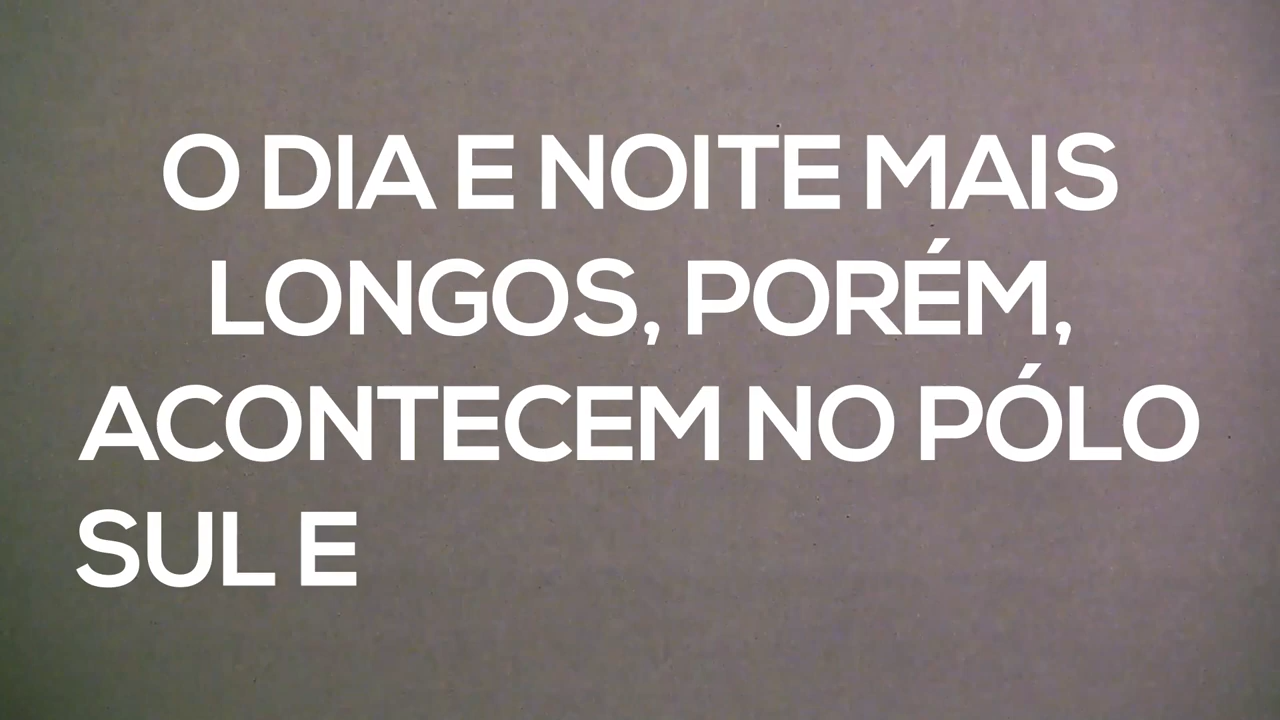 O DIA E NOITE MAIS
LONGOS, PORÉM,
ACONTECEM NO PÓLO
SUL E